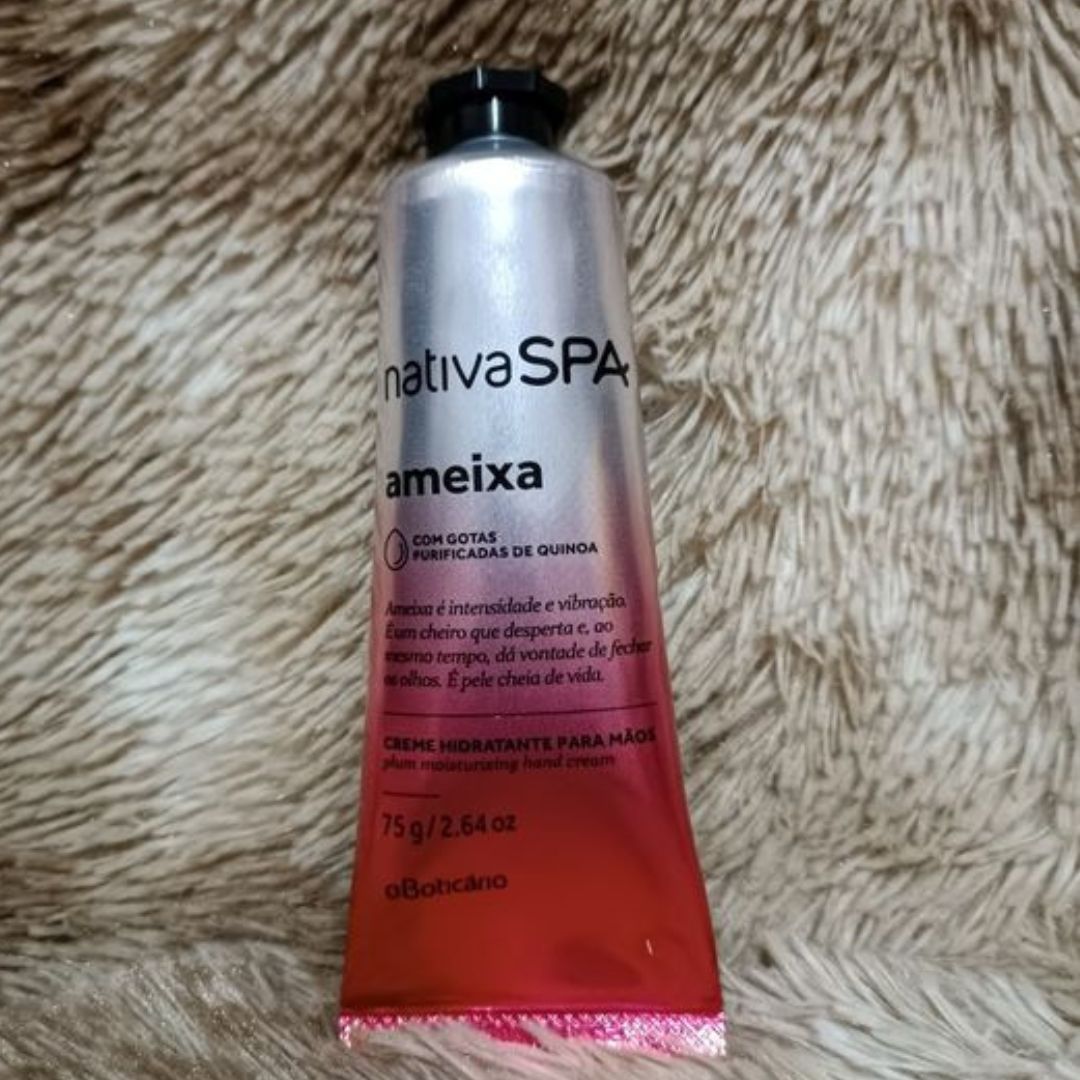 nativaSPA
ameixa
COM GOTAS
PURIFICADAS DE QUINOA
Ameixa é intensidade e vibração.
É um cheiro que desperta e, ao
mesmo tempo, dá vontade de fechar
os olhos. É pele cheia de vida.
CREME HIDRATANTE PARA MÃOS
plum moisturizing hand cream
75 g / 2.64 oz
oBoticário